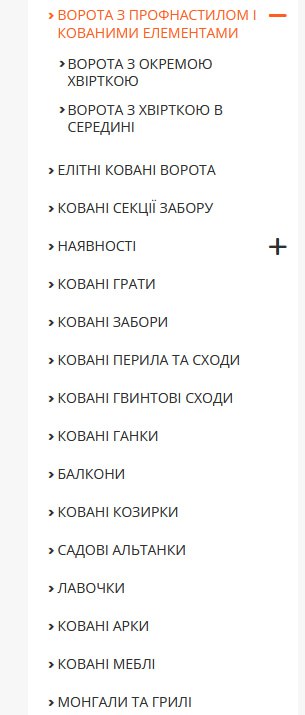 ВОРОТА З ПРОФНАСТИЛОМ І
КОВАНИМИ ЕЛЕМЕНТАМИ
ВОРОТА З ОКРЕМОЮ
ХВІРТКОЮ
ВОРОТА З ХВІРТКОЮ В
СЕРЕДИНІ
ЕЛІТНІ КОВАНІ ВОРОТА
КОВАНІ СЕКЦІЇ ЗАБОРУ
НАЯВНОСТІ
КОВАНІ ГРАТИ
КОВАНІ ЗАБОРИ
КОВАНІ ПЕРИЛА ТА СХОДИ
КОВАНІ ГВИНТОВІ СХОДИ
КОВАНІ ГАНКИ
БАЛКОНИ
КОВАНІ КОЗИРКИ
САДОВІ АЛЬТАНКИ
ЛАВОЧКИ
КОВАНІ АРКИ
КОВАНІ МЕБЛІ
МОНГАЛИ ТА ГРИЛІ